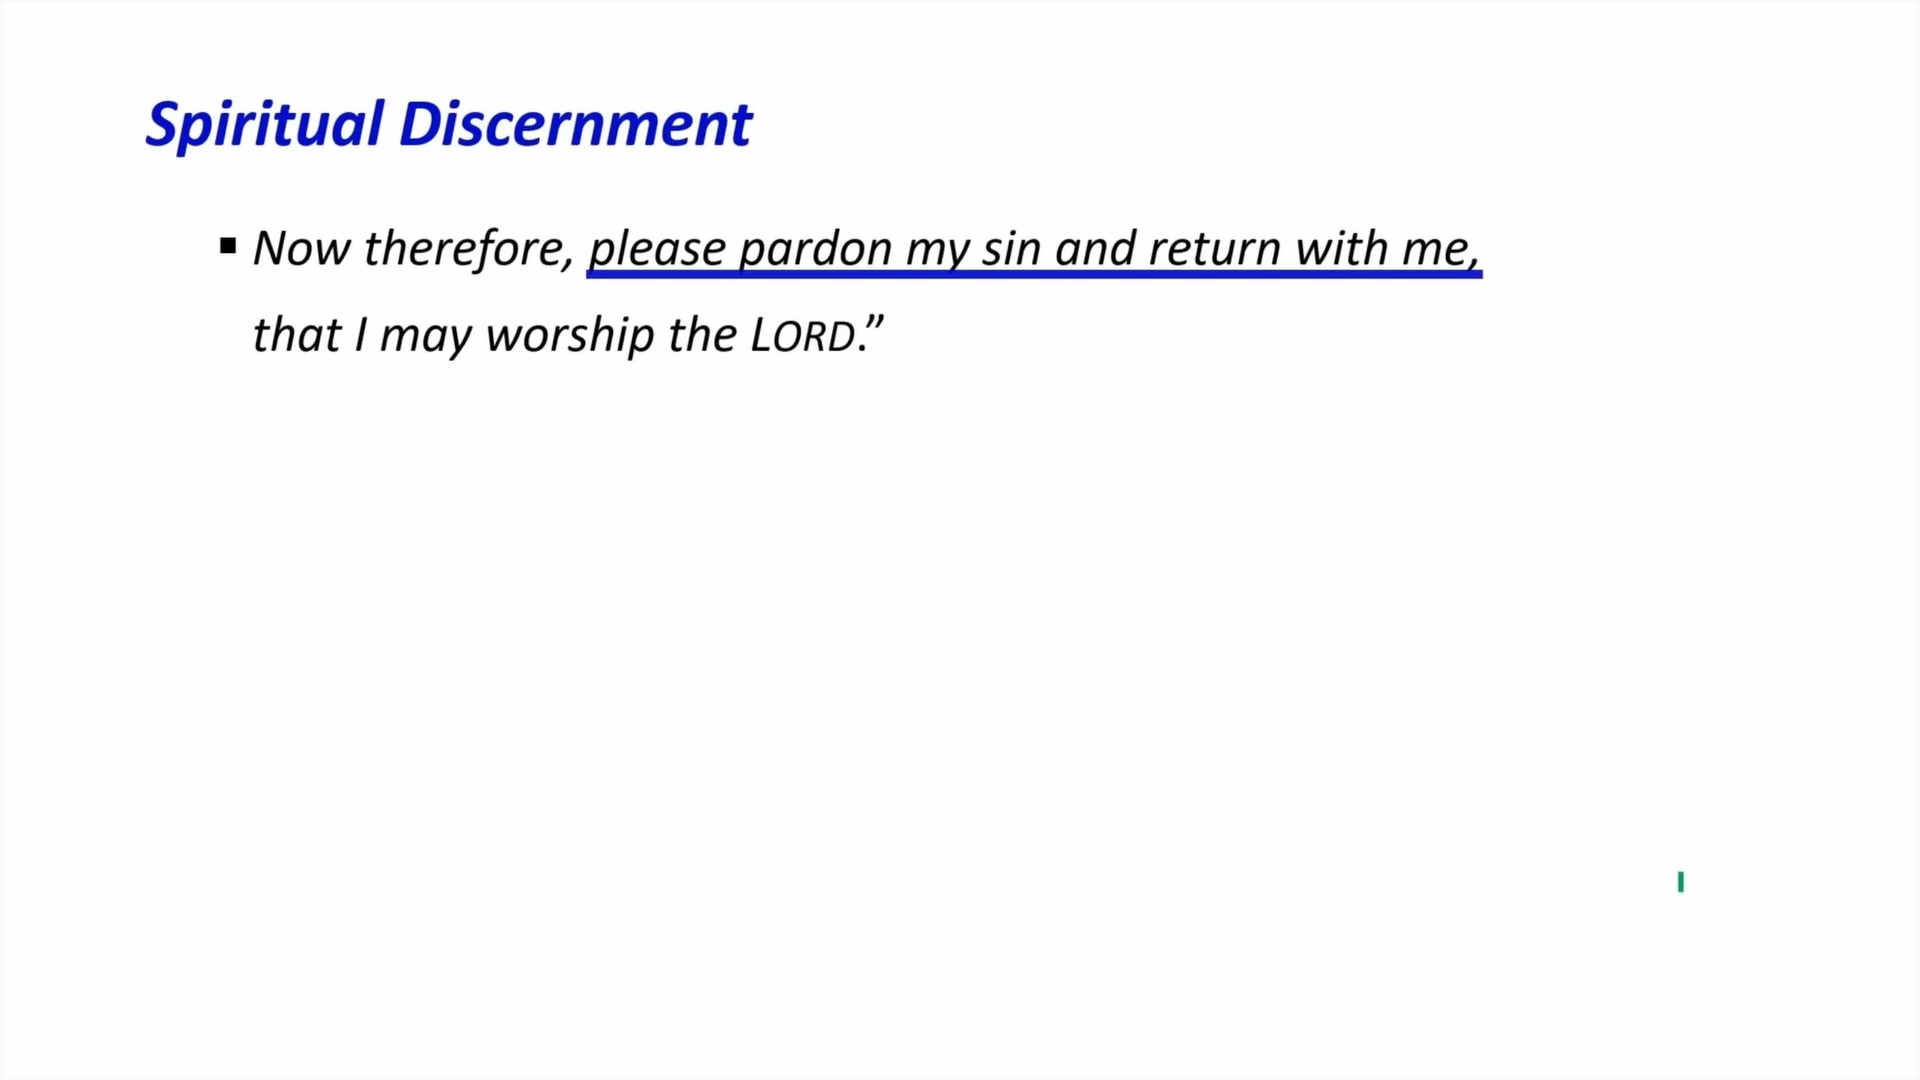 Spiritual Discernment
▪ Now therefore, please pardon my sin and return with me,
that I may worship the LORD.”